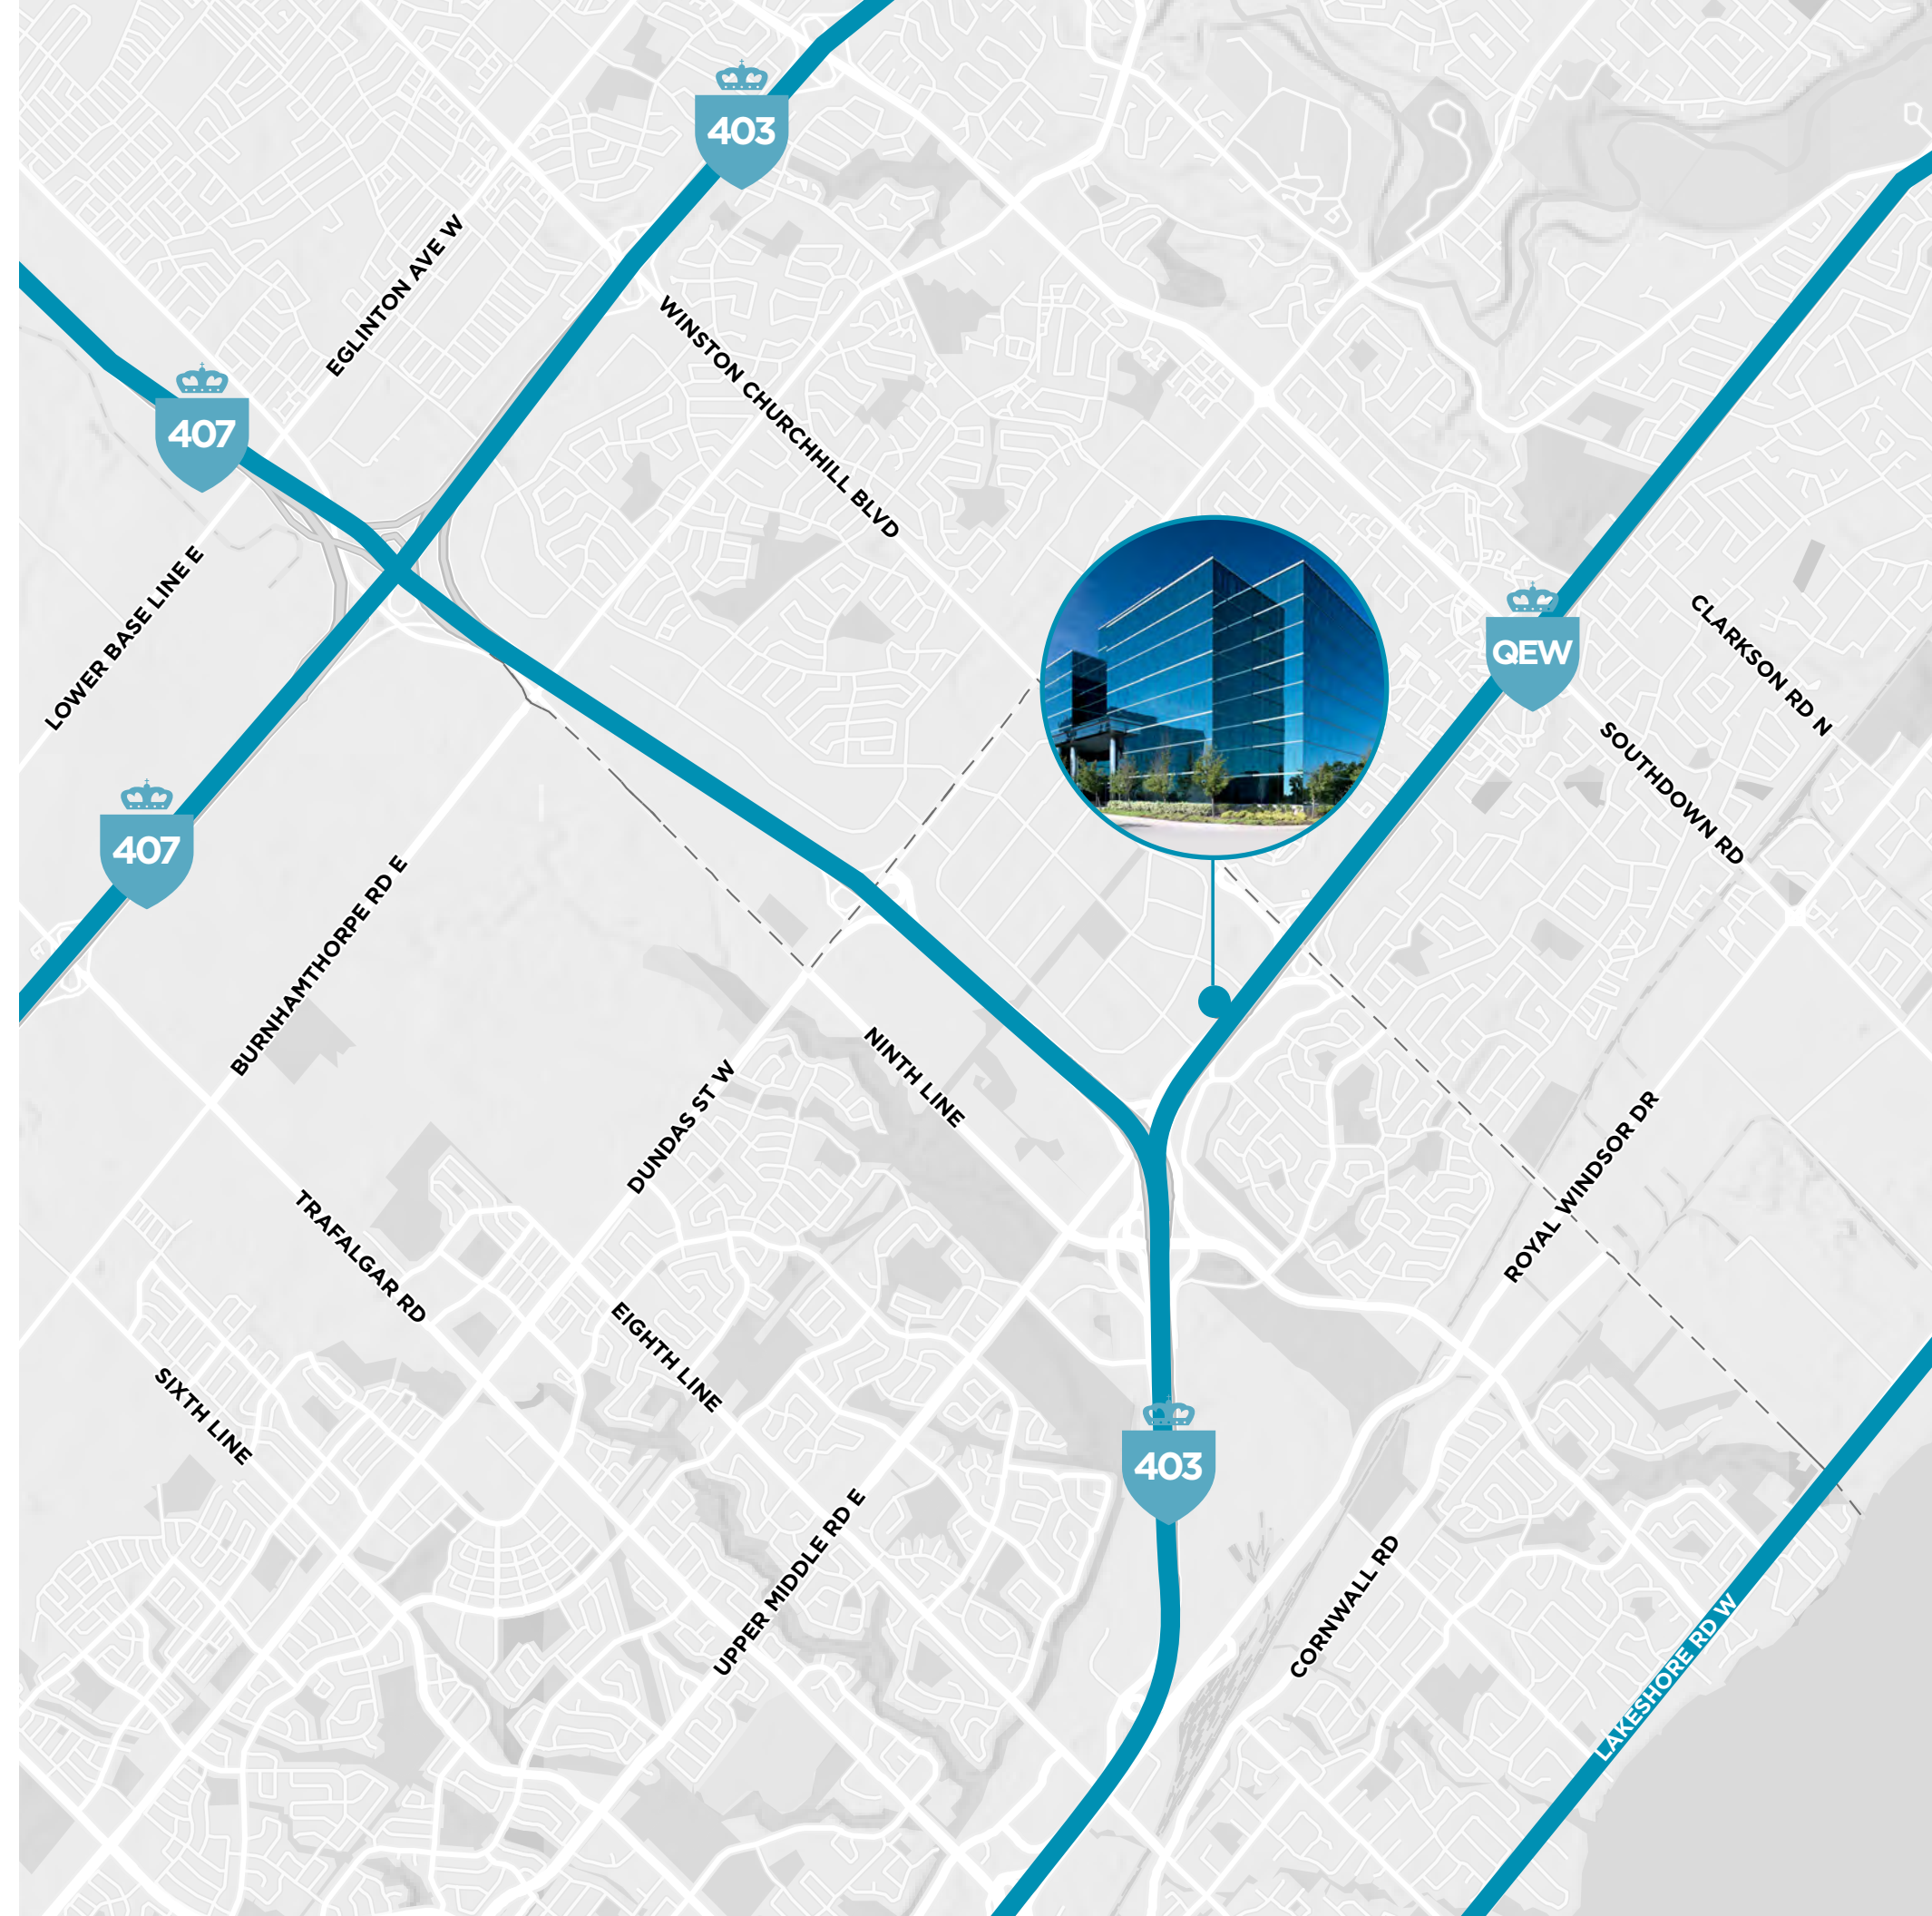 403
EGLINTON AVE W
WINSTON CHURCHHILL BLVD
407
LOWER BASE LINE E
QEW
CLARKSON RD N
SOUTHDOWN RD
407
BURNHAMTHORPE RD E
NINTH LINE
DUNDAS ST W
ROYAL WINDSOR DR
TRAFALGAR RD
EIGHTH LINE
SIXTH LINE
403
UPPER MIDDLE RD E
CORNWALL RD
LAKESHORE RD W